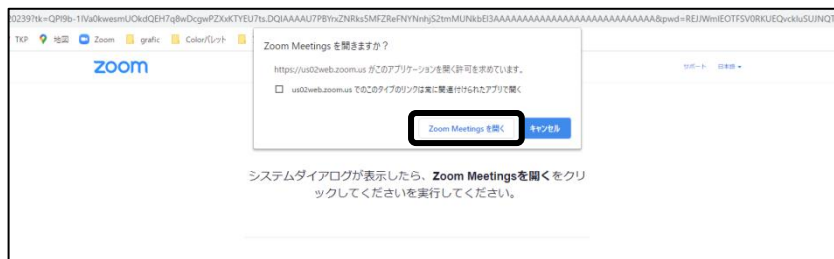 TKP 地図 Zoom grafic Colorパレット
Zoom Meetings を開きますか？
https://us02web.zoom.us がこのアプリケーションを開く許可を求めています。
us02web.zoom.us でのこのタイプのリンクは常に関連付けられたアプリで開く
Zoom Meetings を開く キャンセル
zoom
サポート 日本語
システムダイアログが表示したら、Zoom Meetingsを開くをクリ
ックしてくださいを実行してください。